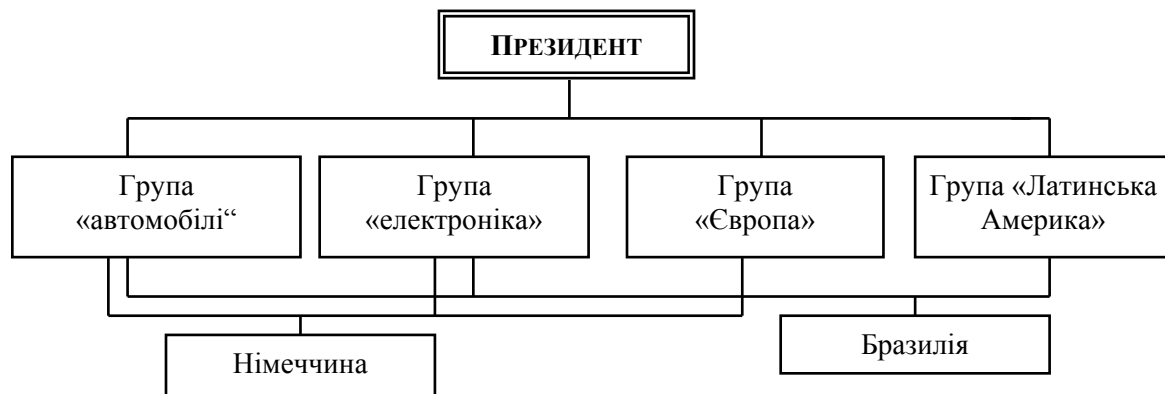 ПРЕЗИДЕНТ
Група
«автомобілі“
Група
«електроніка»
Група
«Європа»
Група «Латинська
Америка»
Німеччина
Бразилія